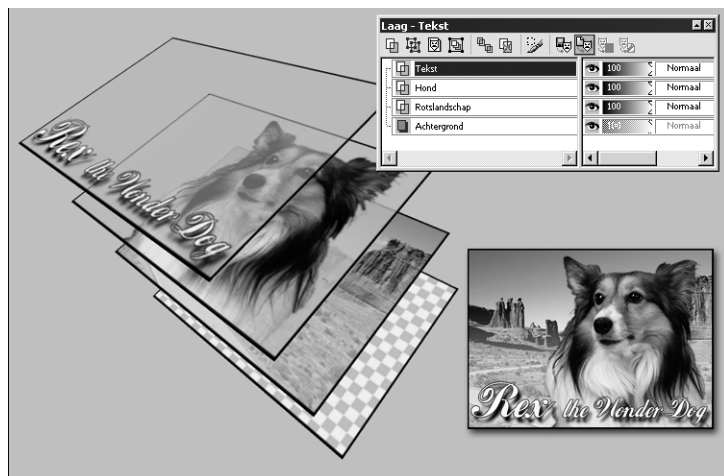 Laag - Tekst
Tekst 100 Normaal
Hond 100 Normaal
Rotslandschap 100 Normaal
Achtergrond Normaal
Rex the Wonder Dog
Rex the Wonder Dog